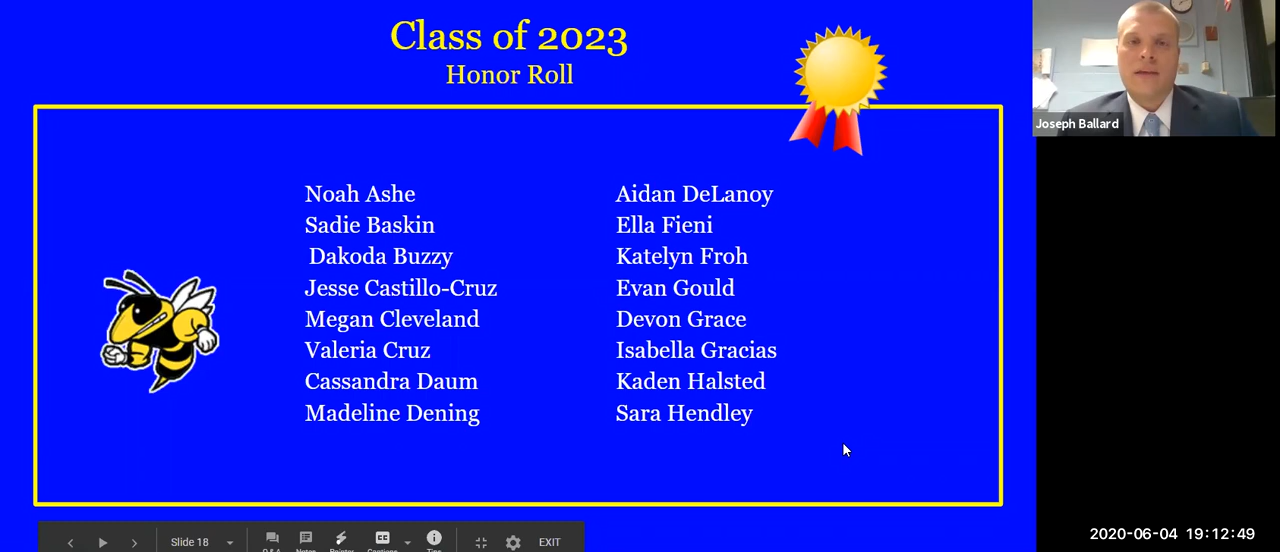 Class of 2023
Honor Roll
Joseph Ballard
Noah Ashe
Sadie Baskin
Dakoda Buzzy
Jesse Castillo-Cruz
Megan Cleveland
Valeria Cruz
Cassandra Daum
Madeline Dening
Aidan DeLanoy
Ella Fieni
Katelyn Froh
Evan Gould
Devon Grace
Isabella Gracias
Kaden Halsted
Sara Hendley
Slide 18
EXIT
2020-06-04 19:12:49